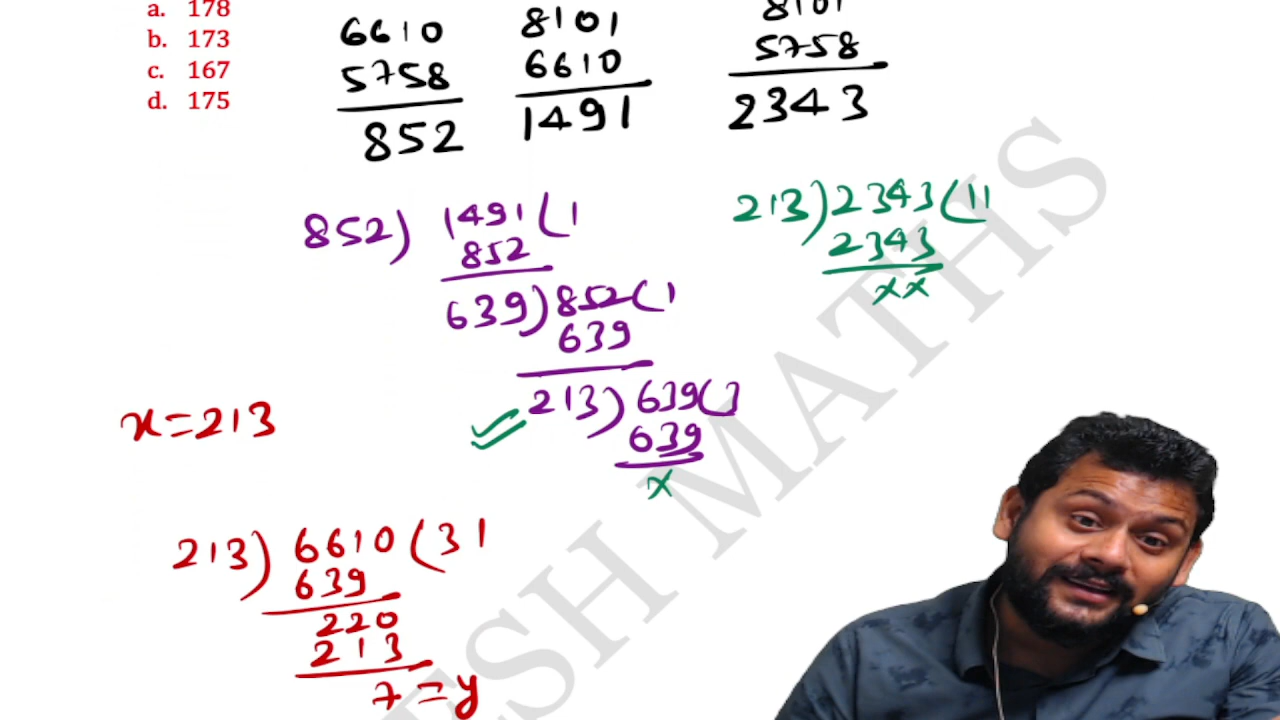 a. 178
b. 173
c. 167
d. 175
6610
5758
852
8101
6610
1491
8101
5758
2343
852) 1491 (1
852
639) 852 (1
639
213) 639 (3
639
x
213) 2343 (11
2343
xx
x = 213
213) 6610 (31
639
220
213
7 = y
ESH MATHS